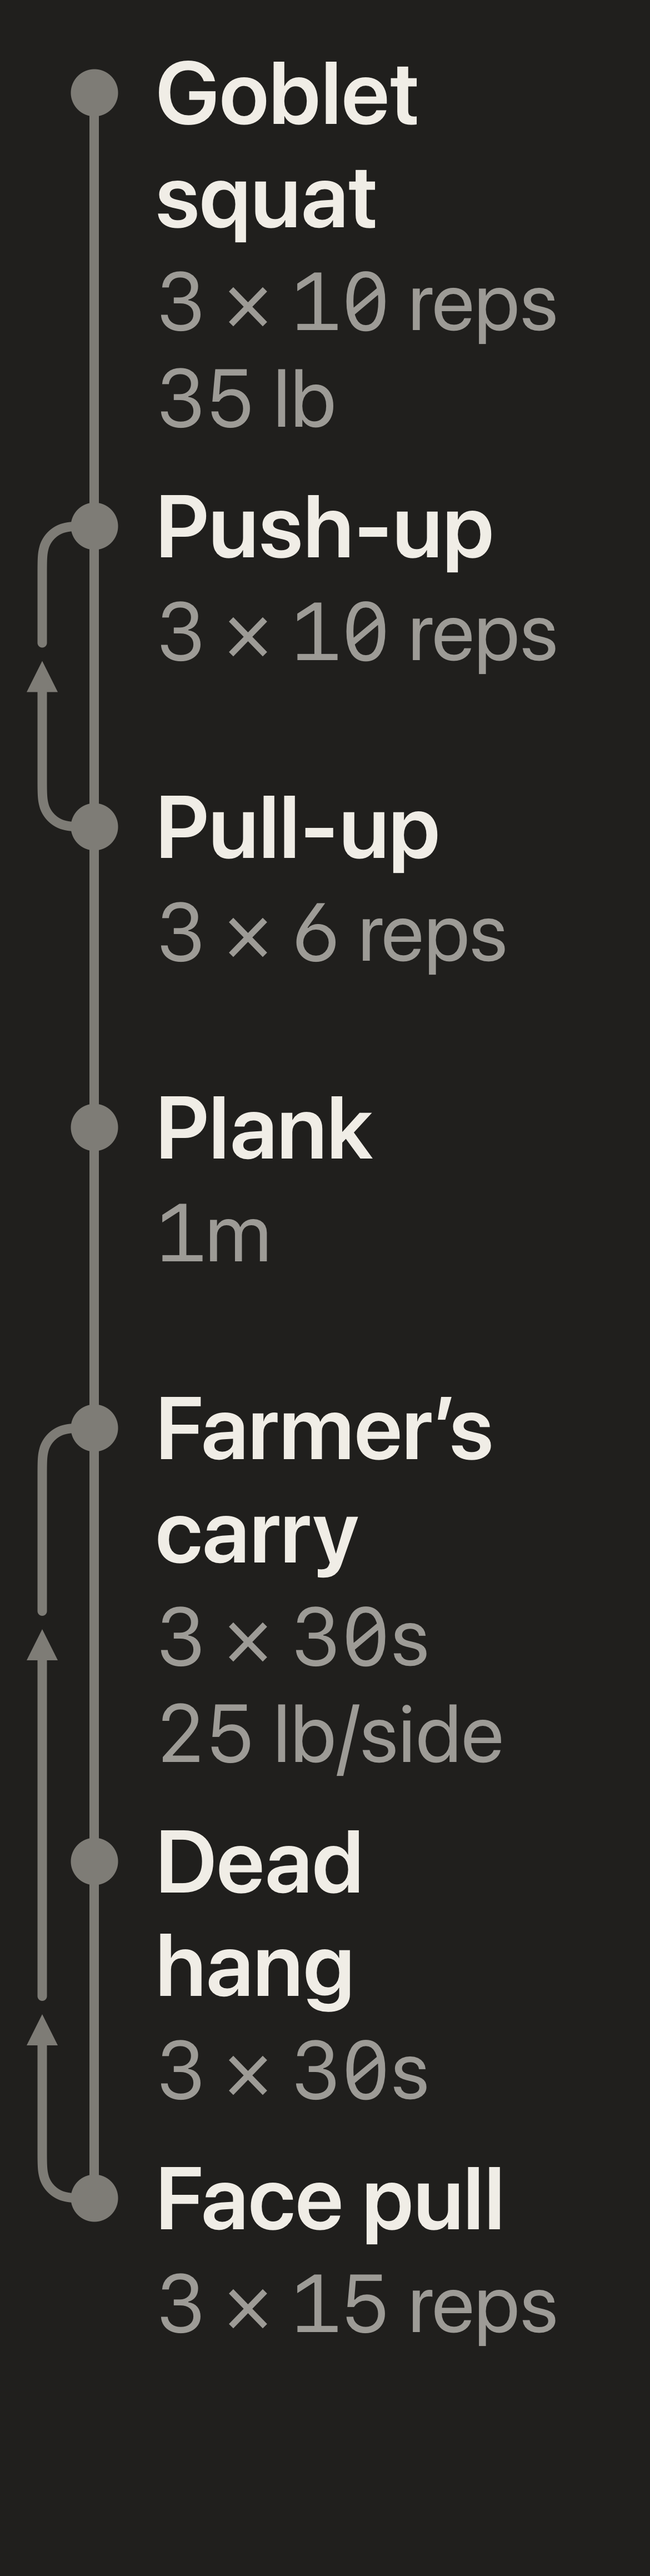 Goblet
squat
3 × 10 reps
35 lb
Push-up
3 × 10 reps
Pull-up
3 × 6 reps
Plank
1m
Farmer’s
carry
3 × 30s
25 lb/side
Dead
hang
3 × 30s
Face pull
3 × 15 reps